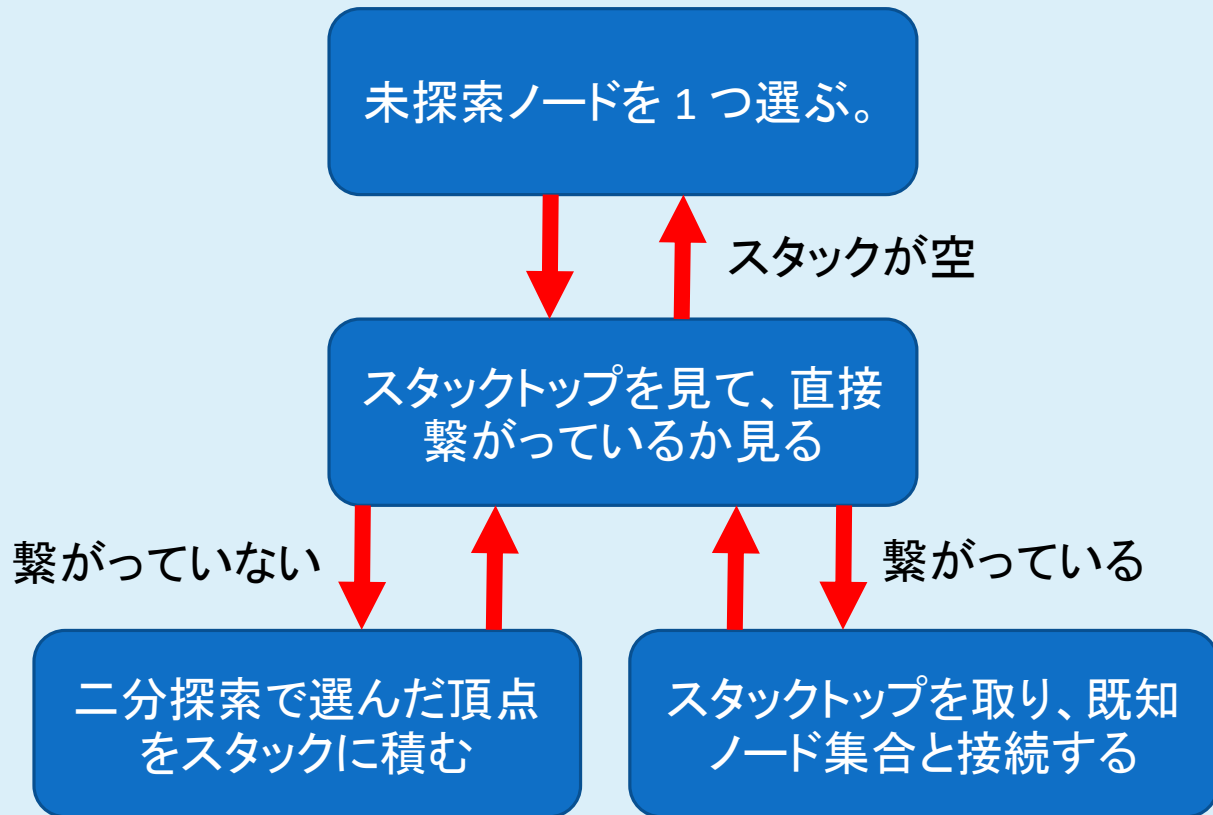 未探索ノードを 1 つ選ぶ。
スタックが空
スタックトップを見て、直接
繋がっているか見る
繋がっていない
繋がっている
二分探索で選んだ頂点
をスタックに積む
スタックトップを取り、既知
ノード集合と接続する